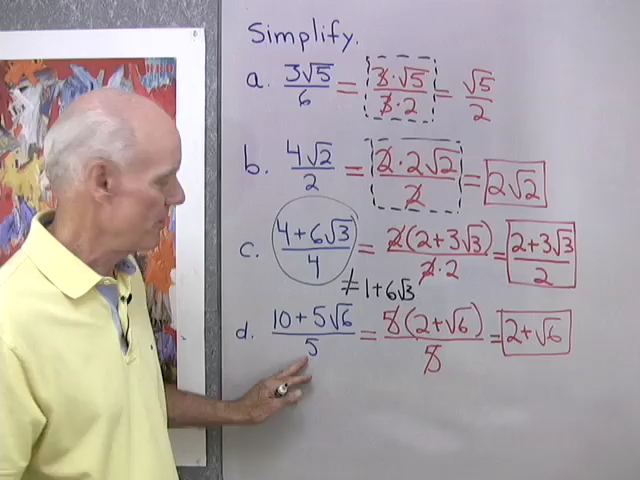 Simplify.
a. 3√5/6 = 3·√5/3·2 = √5/2
b. 4√2/2 = 2·2√2/2 = 2√2
c. 4+6√3/4 = 2(2+3√3)/2·2 = 2+3√3/2
≠ 1+6√3
d. 10+5√6/5 = 5(2+√6)/5 = 2+√6